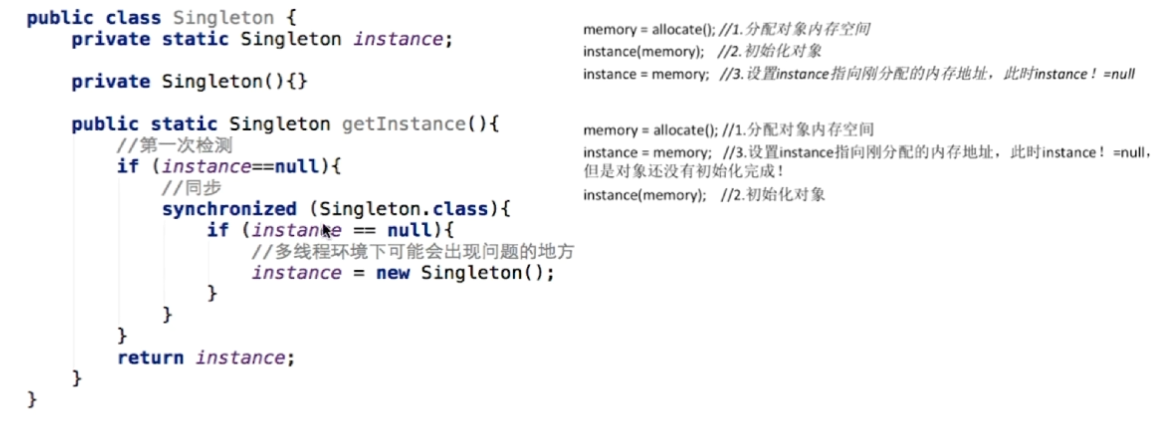 public class Singleton {
private static Singleton instance;
private Singleton(){}
public static Singleton getInstance(){
//第一次检测
if (instance==null){
//同步
synchronized (Singleton.class){
if (instance == null){
//多线程环境下可能会出现问题的地方
instance = new Singleton();
}
}
}
return instance;
}
}
memory = allocate(); //1.分配对象内存空间
instance(memory); //2.初始化对象
instance = memory; //3.设置instance指向刚分配的内存地址，此时instance！=null
memory = allocate(); //1.分配对象内存空间
instance = memory; //3.设置instance指向刚分配的内存地址，此时instance！=null，
但是对象还没有初始化完成！
instance(memory); //2.初始化对象